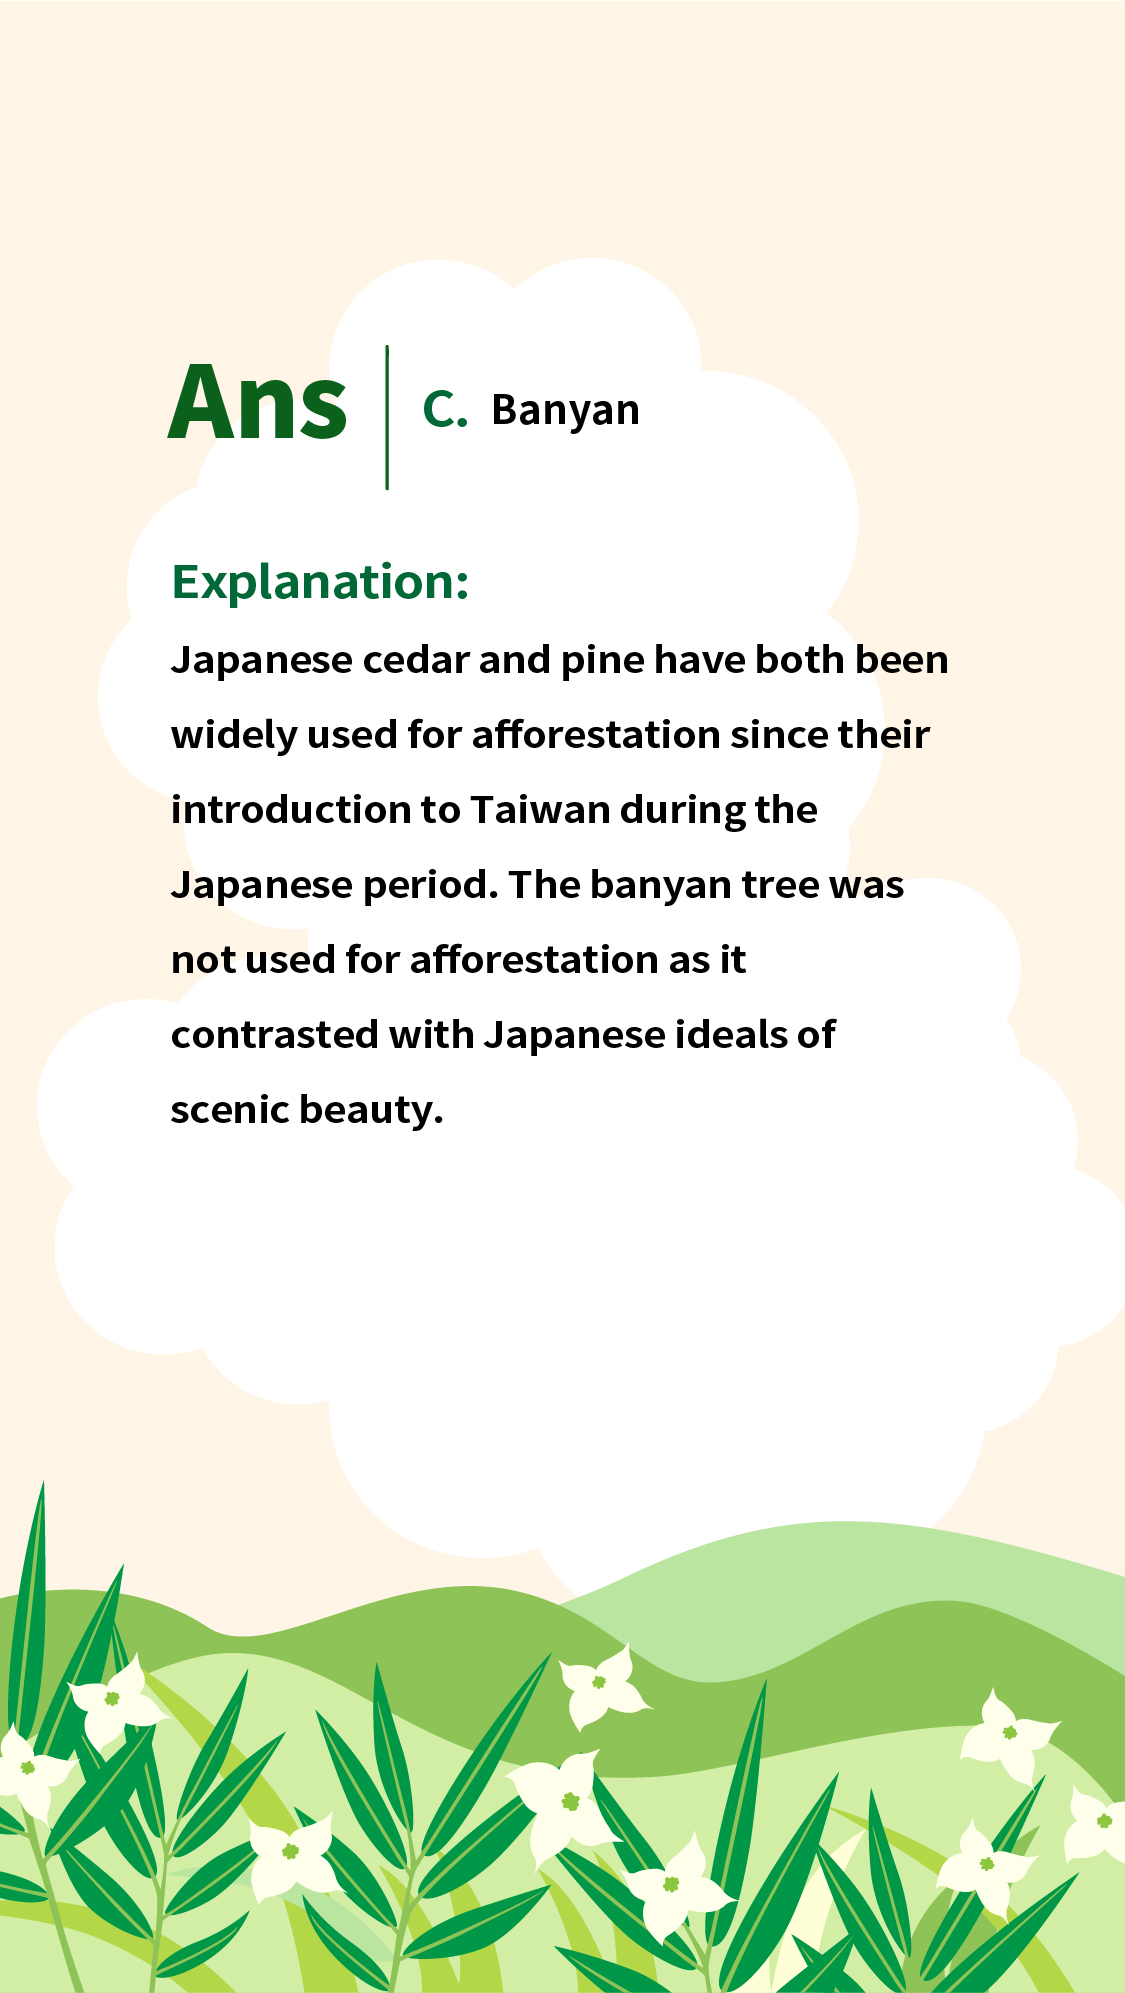 Ans
C. Banyan
Explanation:
Japanese cedar and pine have both been
widely used for afforestation since their
introduction to Taiwan during the
Japanese period. The banyan tree was
not used for afforestation as it
contrasted with Japanese ideals of
scenic beauty.